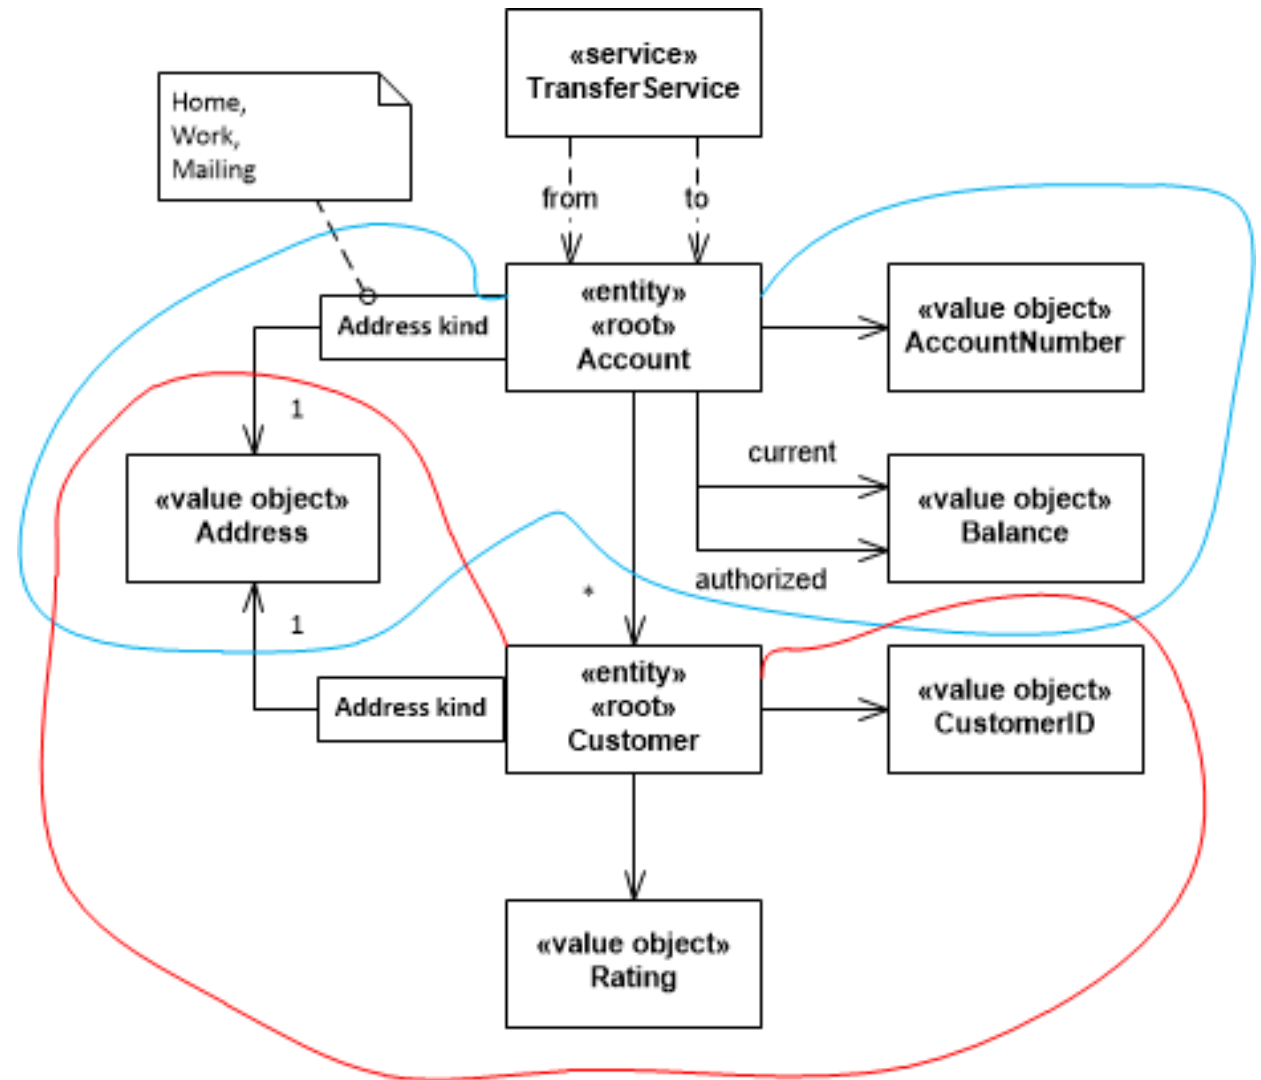 «service»
TransferService
Home,
Work,
Mailing
from
to
«entity»
«root»
Account
Address kind
«value object»
AccountNumber
1
current
«value object»
Address
«value object»
Balance
authorized
*
1
«entity»
«root»
Customer
Address kind
«value object»
CustomerID
«value object»
Rating